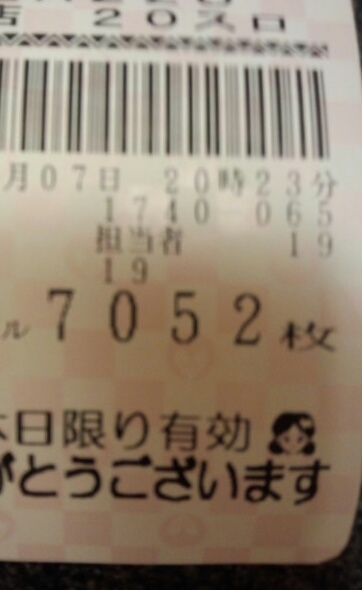 店 20スロ
月07日 20時23分
1740 065
担当者 19
19
ル 7052枚
本日限り有効
がとうございます